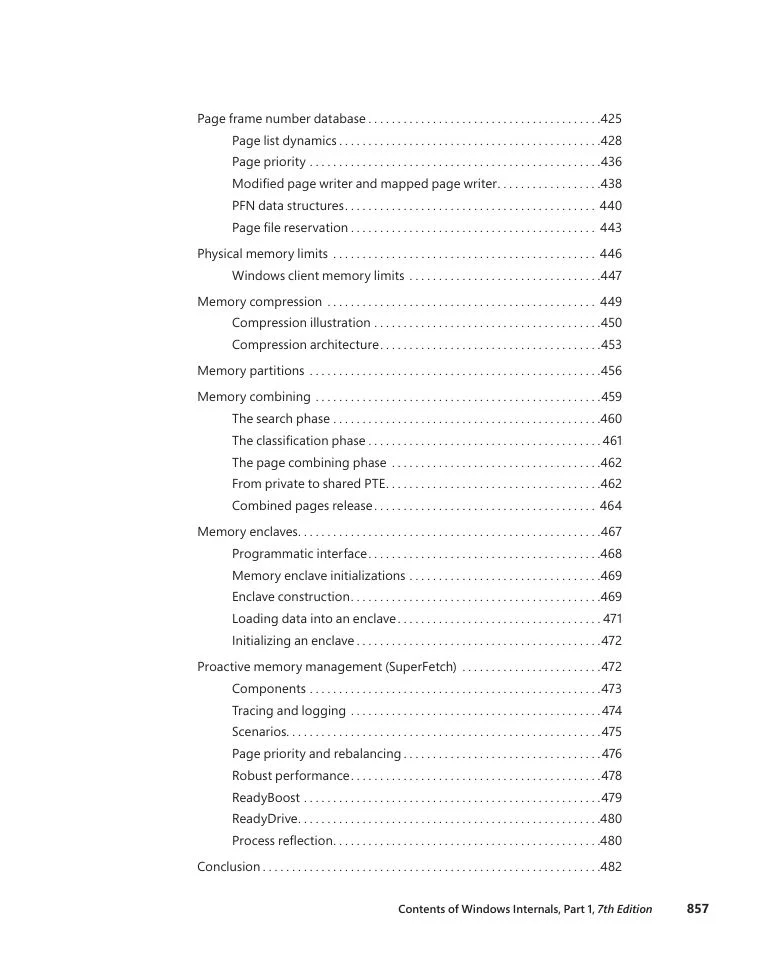 Page frame number database . . . . . . . . . . . . . . . . . . . . . . . . . . . . . . . . . . . . . . . .425
Page list dynamics . . . . . . . . . . . . . . . . . . . . . . . . . . . . . . . . . . . . . . . . . . . . .428
Page priority . . . . . . . . . . . . . . . . . . . . . . . . . . . . . . . . . . . . . . . . . . . . . . . . . .436
Modified page writer and mapped page writer. . . . . . . . . . . . . . . . . .438
PFN data structures. . . . . . . . . . . . . . . . . . . . . . . . . . . . . . . . . . . . . . . . . . . 440
Page file reservation . . . . . . . . . . . . . . . . . . . . . . . . . . . . . . . . . . . . . . . . . . 443
Physical memory limits . . . . . . . . . . . . . . . . . . . . . . . . . . . . . . . . . . . . . . . . . . . . . 446
Windows client memory limits . . . . . . . . . . . . . . . . . . . . . . . . . . . . . . . . .447
Memory compression . . . . . . . . . . . . . . . . . . . . . . . . . . . . . . . . . . . . . . . . . . . . . . 449
Compression illustration . . . . . . . . . . . . . . . . . . . . . . . . . . . . . . . . . . . . . . .450
Compression architecture. . . . . . . . . . . . . . . . . . . . . . . . . . . . . . . . . . . . . .453
Memory partitions . . . . . . . . . . . . . . . . . . . . . . . . . . . . . . . . . . . . . . . . . . . . . . . . . .456
Memory combining . . . . . . . . . . . . . . . . . . . . . . . . . . . . . . . . . . . . . . . . . . . . . . . . .459
The search phase . . . . . . . . . . . . . . . . . . . . . . . . . . . . . . . . . . . . . . . . . . . . . .460
The classification phase . . . . . . . . . . . . . . . . . . . . . . . . . . . . . . . . . . . . . . . . 461
The page combining phase . . . . . . . . . . . . . . . . . . . . . . . . . . . . . . . . . . . .462
From private to shared PTE. . . . . . . . . . . . . . . . . . . . . . . . . . . . . . . . . . . . .462
Combined pages release. . . . . . . . . . . . . . . . . . . . . . . . . . . . . . . . . . . . . . 464
Memory enclaves. . . . . . . . . . . . . . . . . . . . . . . . . . . . . . . . . . . . . . . . . . . . . . . . . . . .467
Programmatic interface. . . . . . . . . . . . . . . . . . . . . . . . . . . . . . . . . . . . . . . .468
Memory enclave initializations . . . . . . . . . . . . . . . . . . . . . . . . . . . . . . . . .469
Enclave construction. . . . . . . . . . . . . . . . . . . . . . . . . . . . . . . . . . . . . . . . . . .469
Loading data into an enclave. . . . . . . . . . . . . . . . . . . . . . . . . . . . . . . . . . . 471
Initializing an enclave . . . . . . . . . . . . . . . . . . . . . . . . . . . . . . . . . . . . . . . . . .472
Proactive memory management (SuperFetch) . . . . . . . . . . . . . . . . . . . . . . . .472
Components . . . . . . . . . . . . . . . . . . . . . . . . . . . . . . . . . . . . . . . . . . . . . . . . . .473
Tracing and logging . . . . . . . . . . . . . . . . . . . . . . . . . . . . . . . . . . . . . . . . . . .474
Scenarios. . . . . . . . . . . . . . . . . . . . . . . . . . . . . . . . . . . . . . . . . . . . . . . . . . . . . .475
Page priority and rebalancing . . . . . . . . . . . . . . . . . . . . . . . . . . . . . . . . . .476
Robust performance. . . . . . . . . . . . . . . . . . . . . . . . . . . . . . . . . . . . . . . . . . .478
ReadyBoost . . . . . . . . . . . . . . . . . . . . . . . . . . . . . . . . . . . . . . . . . . . . . . . . . . .479
ReadyDrive. . . . . . . . . . . . . . . . . . . . . . . . . . . . . . . . . . . . . . . . . . . . . . . . . . . .480
Process reflection. . . . . . . . . . . . . . . . . . . . . . . . . . . . . . . . . . . . . . . . . . . . . .480
Conclusion . . . . . . . . . . . . . . . . . . . . . . . . . . . . . . . . . . . . . . . . . . . . . . . . . . . . . . . . . .482
Contents of Windows Internals, Part 1, 7th Edition 857